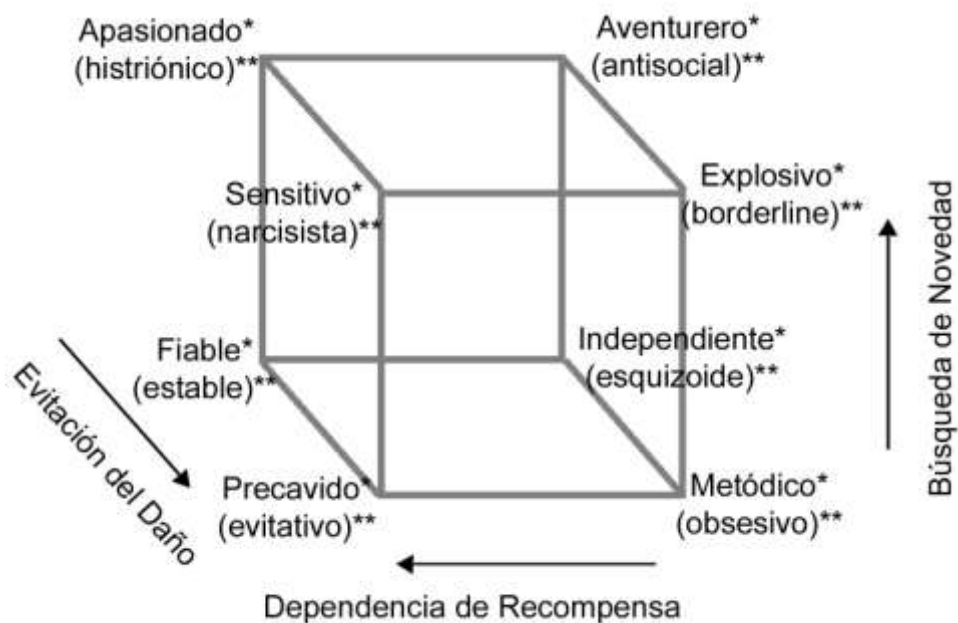 Apasionado*
(histriónico)**
Aventurero*
(antisocial)**
Sensitivo*
(narcisista)**
Explosivo*
(borderline)**
Fiable*
(estable)**
Independiente*
(esquizoide)**
Precavido*
(evitativo)**
Metódico*
(obsesivo)**
Evitación del Daño
Dependencia de Recompensa
Búsqueda de Novedad